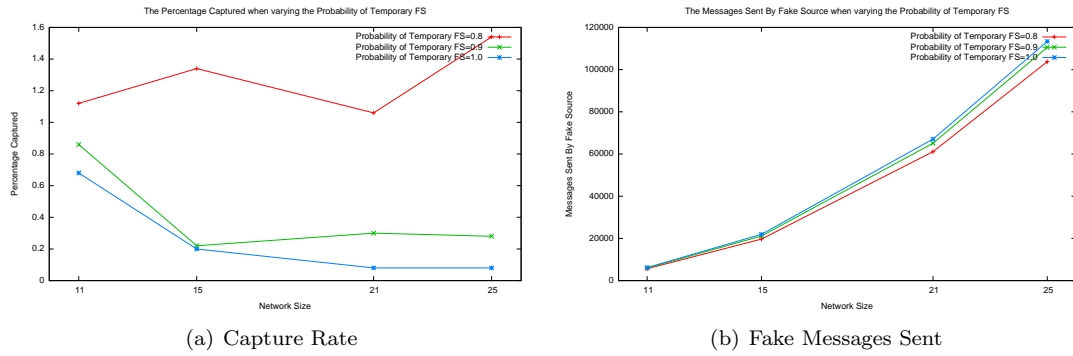 The Percentage Captured when varying the Probability of Temporary FS
1.6
1.4
1.2
1
0.8
0.6
0.4
0.2
0
Percentage Captured
Probability of Temporary FS=0.8
Probability of Temporary FS=0.9
Probability of Temporary FS=1.0
11
15
21
25
Network Size
(a) Capture Rate
The Messages Sent By Fake Source when varying the Probability of Temporary FS
120000
100000
80000
60000
40000
20000
0
Messages Sent By Fake Source
Probability of Temporary FS=0.8
Probability of Temporary FS=0.9
Probability of Temporary FS=1.0
11
15
21
25
Network Size
(b) Fake Messages Sent